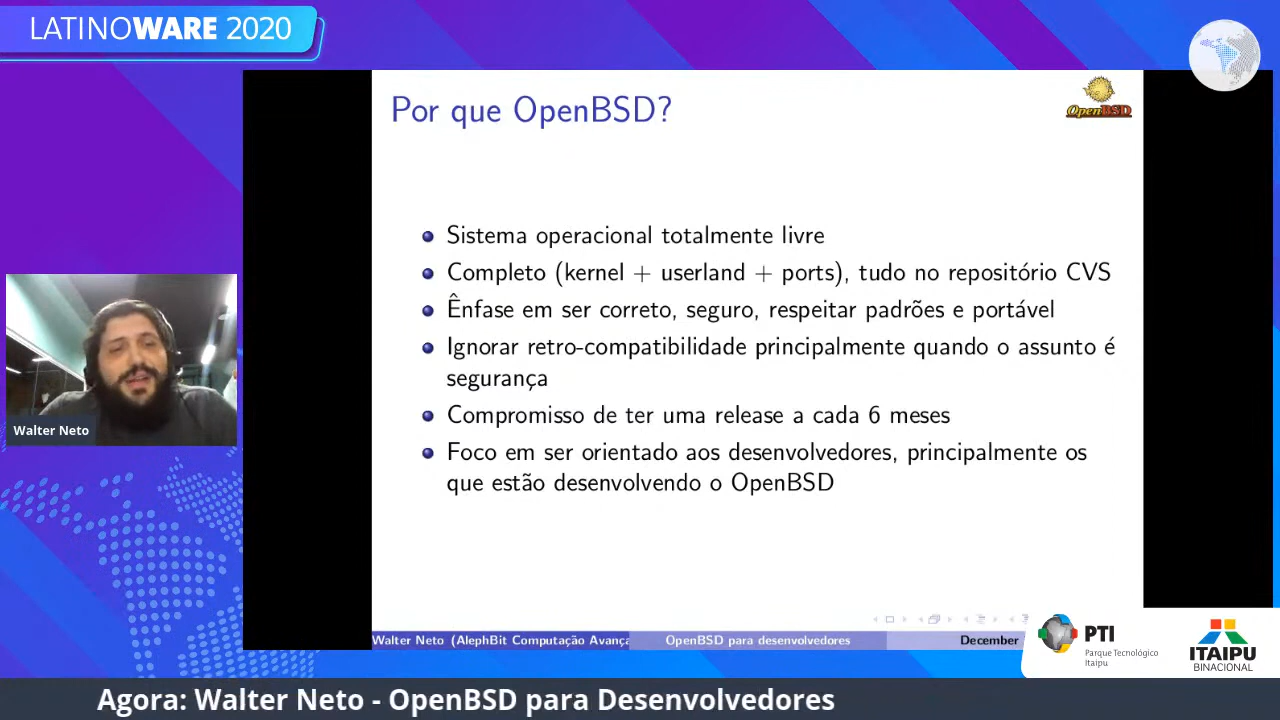 LATINOWARE 2020
Por que OpenBSD?
OpenBSD
Sistema operacional totalmente livre
Completo (kernel + userland + ports), tudo no repositório CVS
Ênfase em ser correto, seguro, respeitar padrões e portável
Ignorar retro-compatibilidade principalmente quando o assunto é
segurança
Compromisso de ter uma release a cada 6 meses
Foco em ser orientado aos desenvolvedores, principalmente os
que estão desenvolvendo o OpenBSD
Walter Neto
Walter Neto (AlephBit Computação Avança
OpenBSD para desenvolvedores
December
PTI
Parque Tecnológico
Itaipu
ITAIPU
BINACIONAL
Agora: Walter Neto - OpenBSD para Desenvolvedores